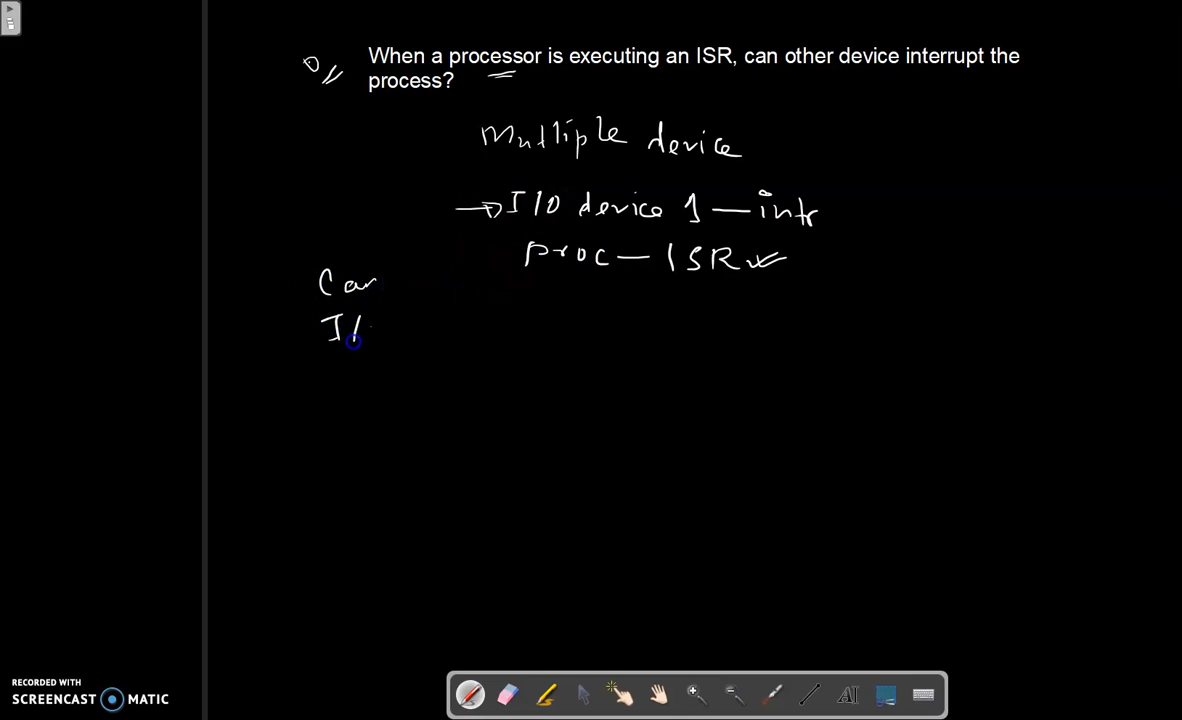 When a processor is executing an ISR, can other device interrupt the
process?
Multiple device
I/O device 1 — intr
Proc — ISR
Can
I/
RECORDED WITH
SCREENCAST MATIC
AI